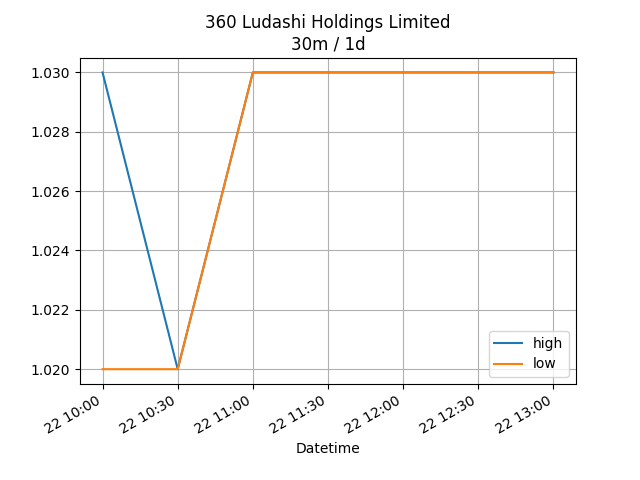 360 Ludashi Holdings Limited
30m / 1d
1.030
1.028
1.026
1.024
1.022
1.020
high
low
22 10:00
22 10:30
22 11:00
22 11:30
22 12:00
22 12:30
22 13:00
Datetime